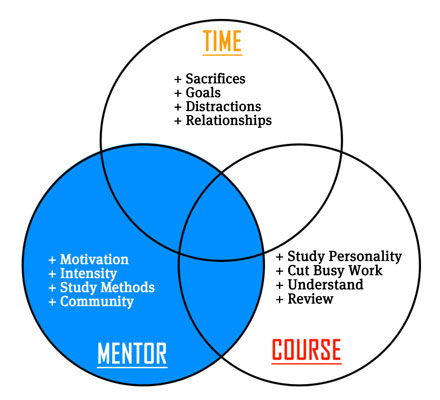 TIME
+ Sacrifices
+ Goals
+ Distractions
+ Relationships
+ Motivation
+ Intensity
+ Study Methods
+ Community
MENTOR
+ Study Personality
+ Cut Busy Work
+ Understand
+ Review
COURSE